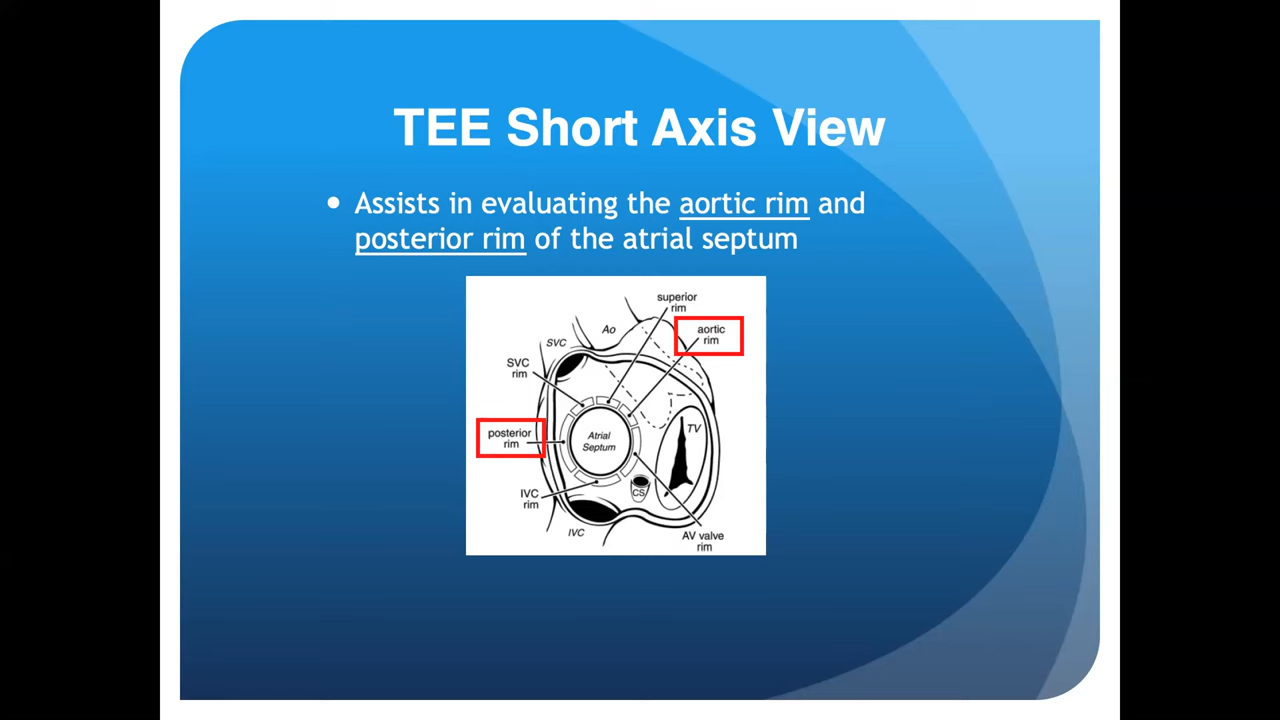 TEE Short Axis View
• Assists in evaluating the aortic rim and
posterior rim of the atrial septum
superior
rim
Ao
aortic
rim
SVC
SVC
rim
posterior
rim
Atrial
Septum
TV
CS
IVC
rim
IVC
AV valve
rim